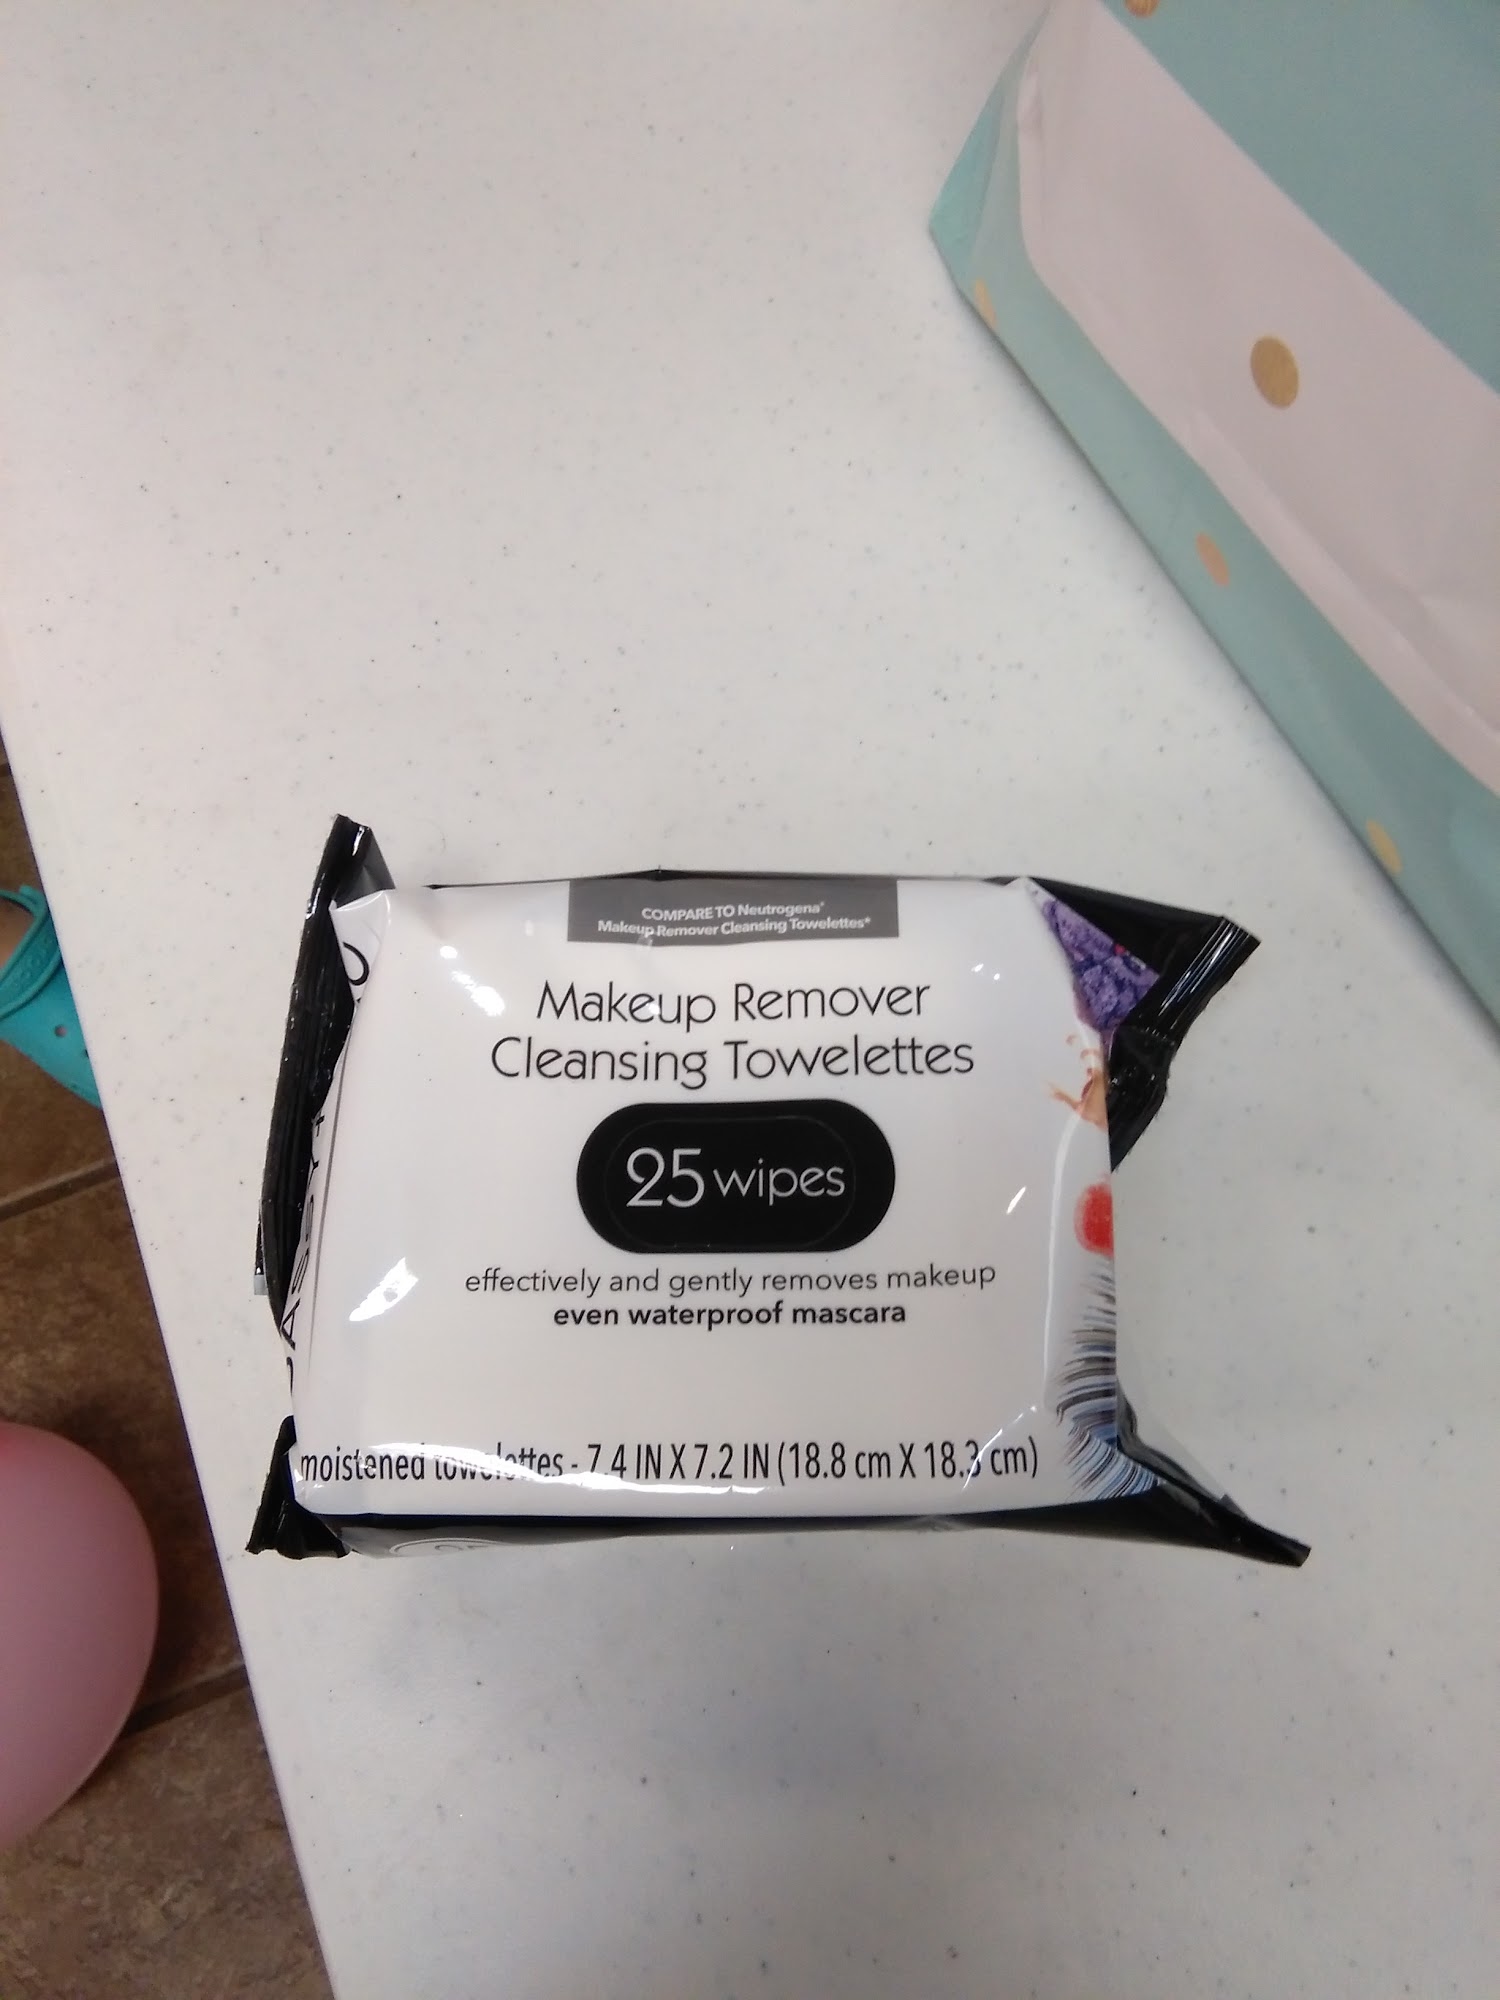 COMPARE TO Neutrogena®
Makeup Remover Cleansing Towelettes*
Makeup Remover
Cleansing Towelettes
25 wipes
effectively and gently removes makeup
even waterproof mascara
moistened towelettes - 7.4 IN X 7.2 IN (18.8 cm X 18.3 cm)